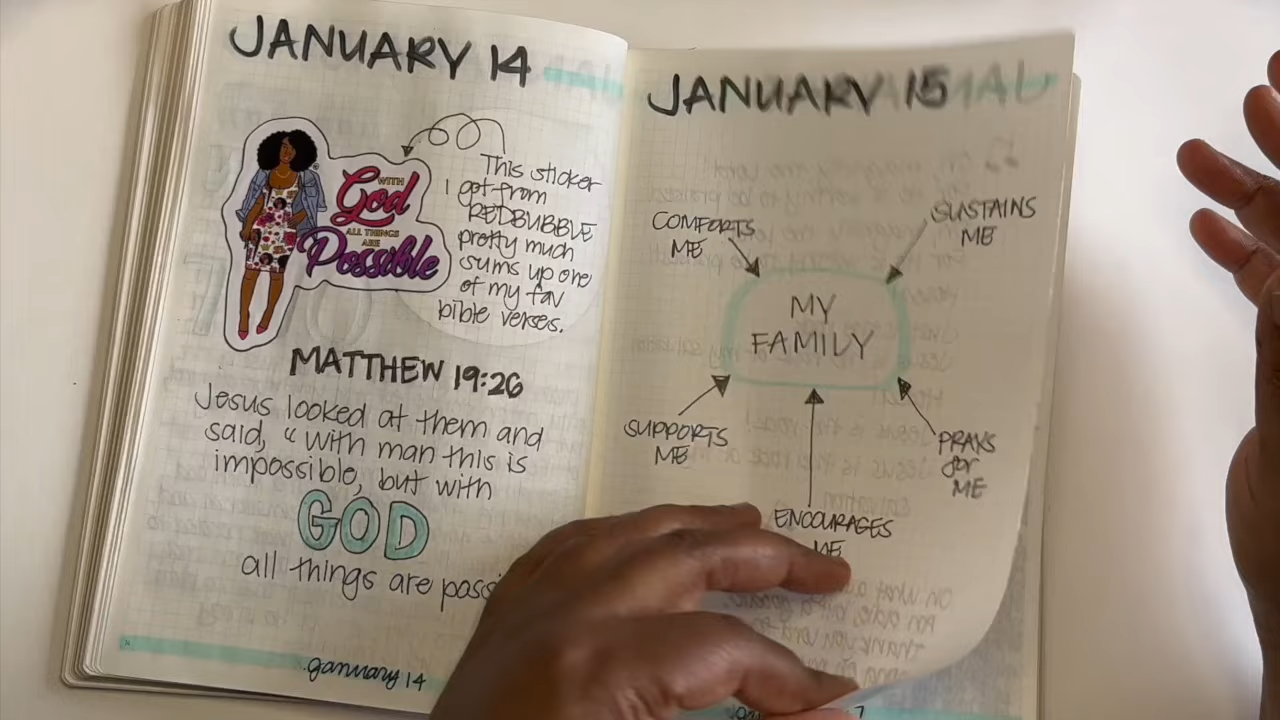 JANUARY 14
WITH
God
ALL THINGS
ARE
Possible
This sticker
I got from
REDBUBBLE
pretty much
sums up one
of my fav
bible verses.
MATTHEW 19:26
Jesus looked at them and
said, "with man this is
impossible, but with
GOD
all things are
january 14
JANUARY 15
COMFORTS
ME
SUSTAINS
ME
MY
FAMILY
SUPPORTS
ME
PRAYS
for
ME
ENCOURAGES
ME